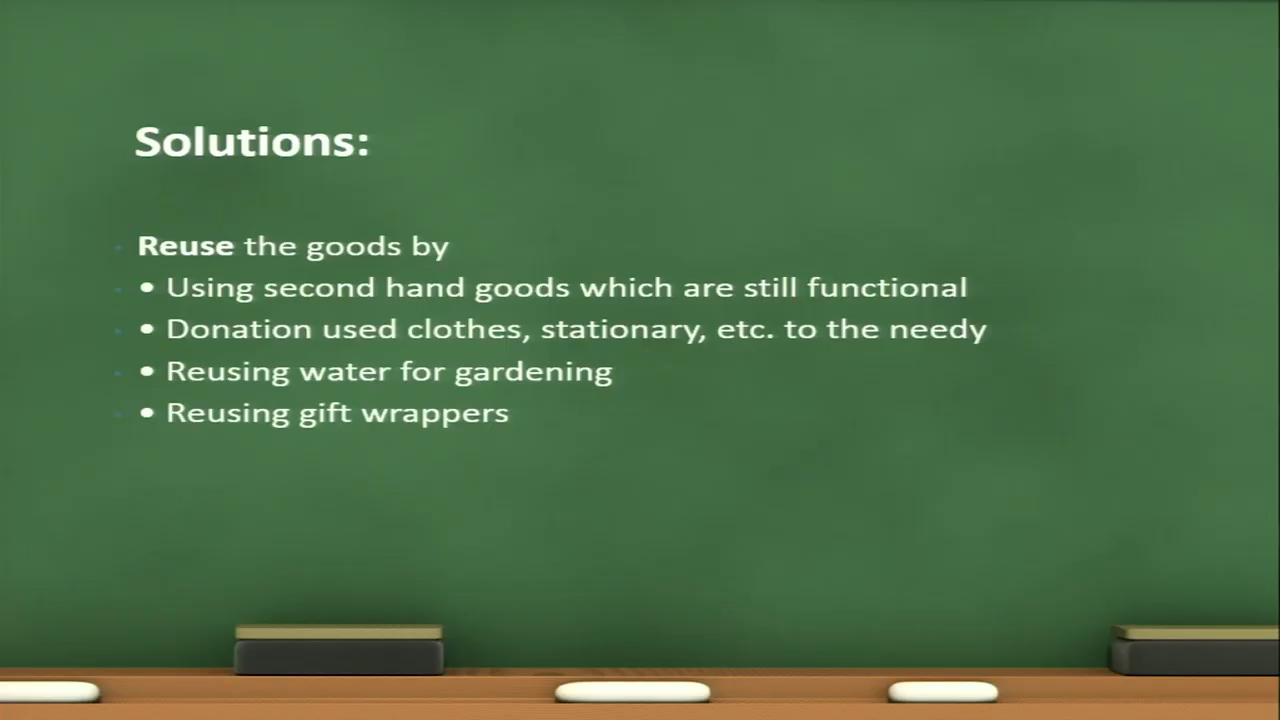 Solutions:
Reuse the goods by
• Using second hand goods which are still functional
• Donation used clothes, stationary, etc. to the needy
• Reusing water for gardening
• Reusing gift wrappers